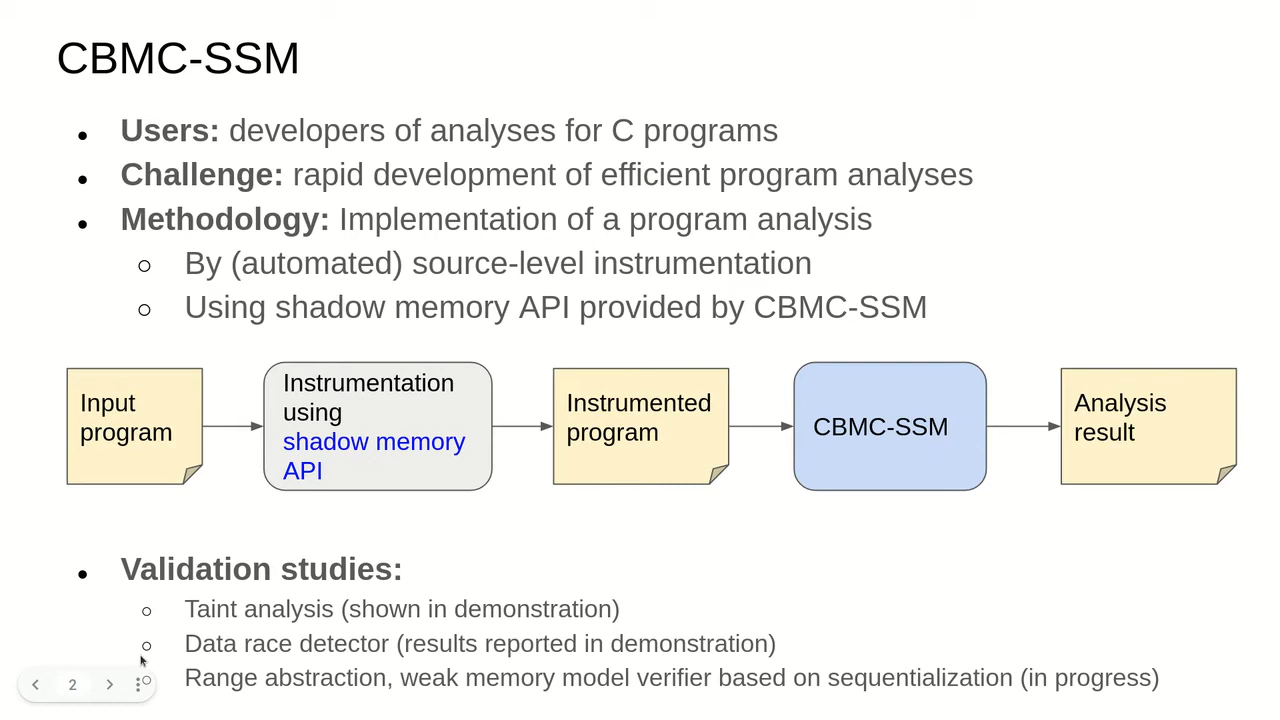 CBMC-SSM
● Users: developers of analyses for C programs
● Challenge: rapid development of efficient program analyses
● Methodology: Implementation of a program analysis
○ By (automated) source-level instrumentation
○ Using shadow memory API provided by CBMC-SSM
Input
program
Instrumentation
using
shadow memory
API
Instrumented
program
CBMC-SSM
Analysis
result
● Validation studies:
○ Taint analysis (shown in demonstration)
○ Data race detector (results reported in demonstration)
○ Range abstraction, weak memory model verifier based on sequentialization (in progress)
2